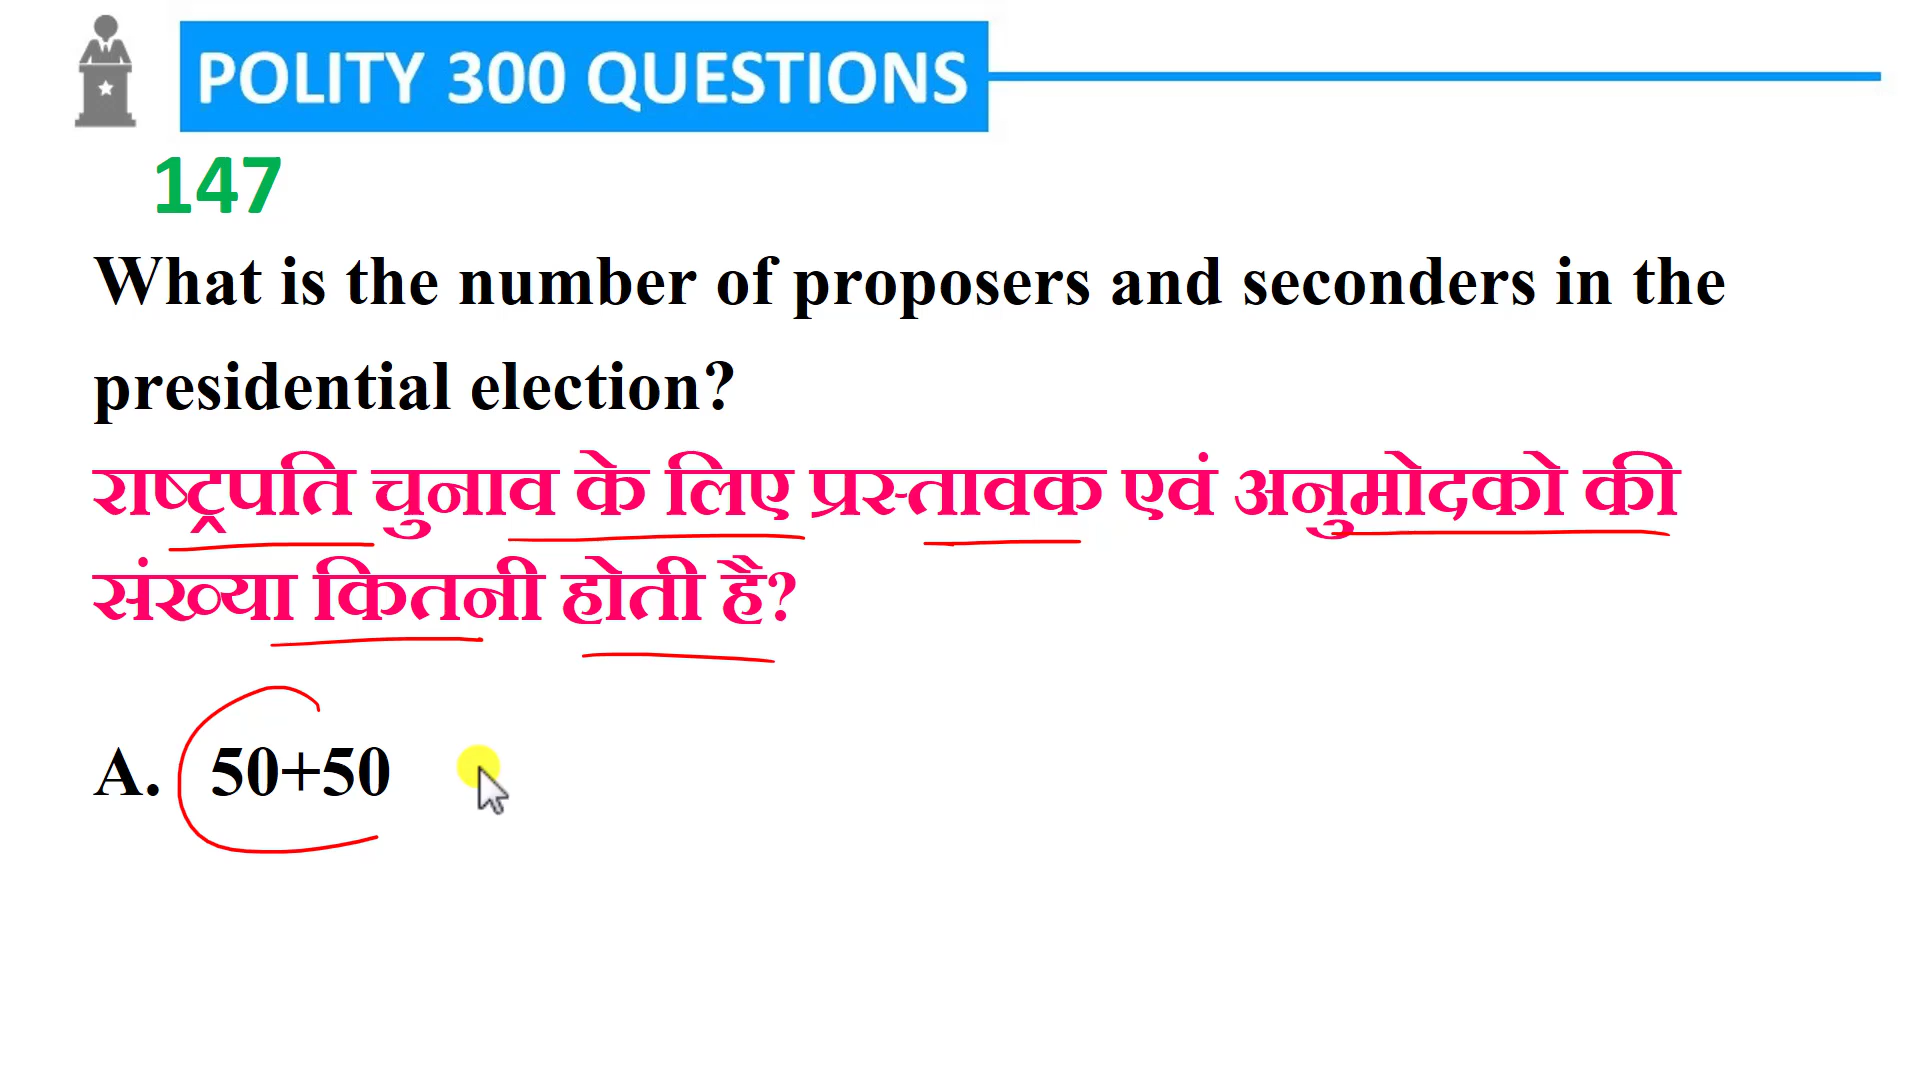 POLITY 300 QUESTIONS
147
What is the number of proposers and seconders in the
presidential election?
राष्ट्रपति चुनाव के लिए प्रस्तावक एवं अनुमोदको की
संख्या कितनी होती है?
A. 50+50